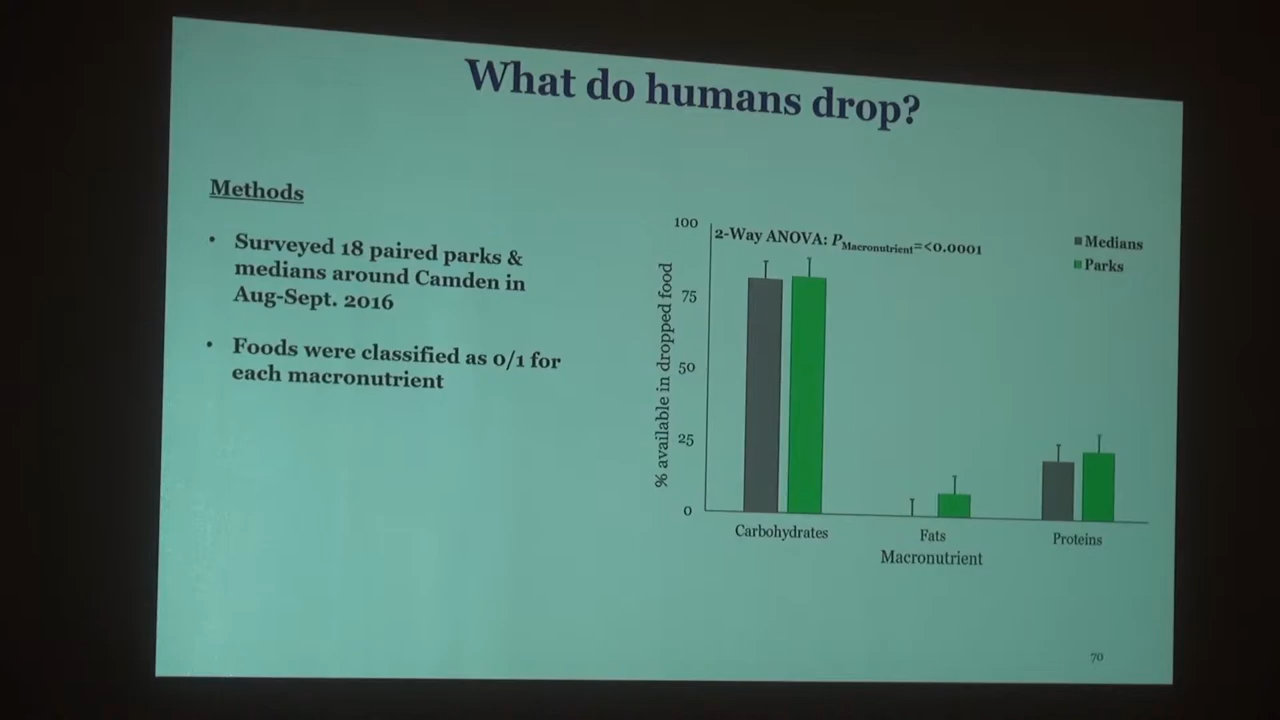 What do humans drop?
Methods
• Surveyed 18 paired parks &
medians around Camden in
Aug-Sept. 2016
• Foods were classified as 0/1 for
each macronutrient
2-Way ANOVA: PMacronutrient=<0.0001
Medians
Parks
% available in dropped food
100
75
50
25
0
Carbohydrates
Fats
Proteins
Macronutrient
70